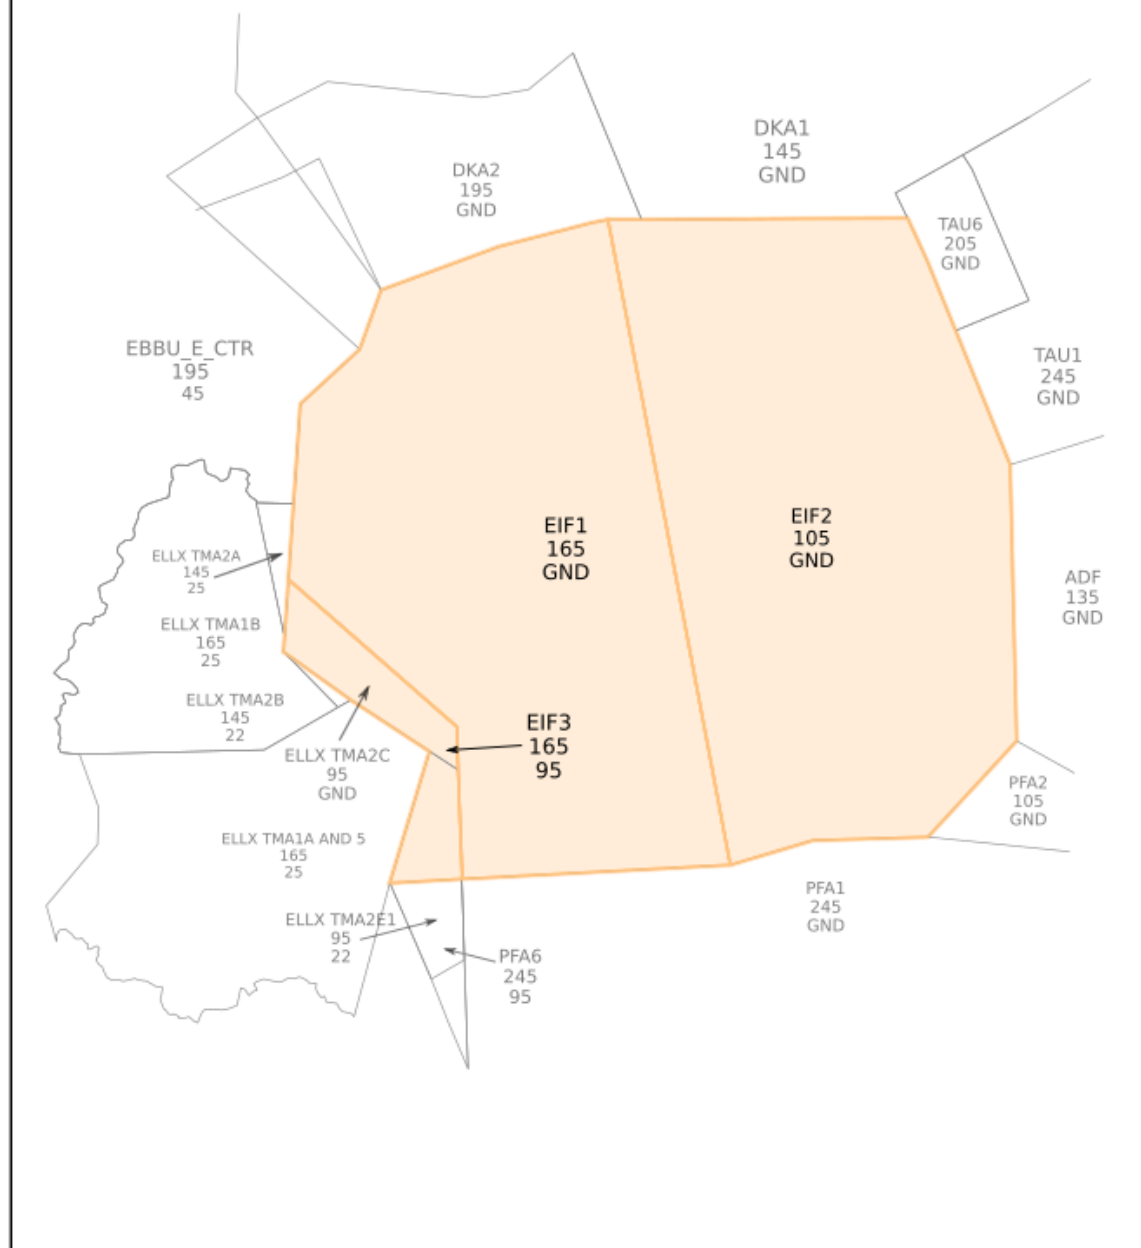 DKA1
145
GND
DKA2
195
GND
TAU6
205
GND
EBBU_E_CTR
195
45
TAU1
245
GND
EIF1
165
GND
EIF2
105
GND
ELLX TMA2A
145
25
ADF
135
GND
ELLX TMA1B
165
25
ELLX TMA2B
145
22
EIF3
165
95
ELLX TMA2C
95
GND
PFA2
105
GND
ELLX TMA1A AND 5
165
25
PFA1
245
GND
ELLX TMA2E1
95
22
PFA6
245
95